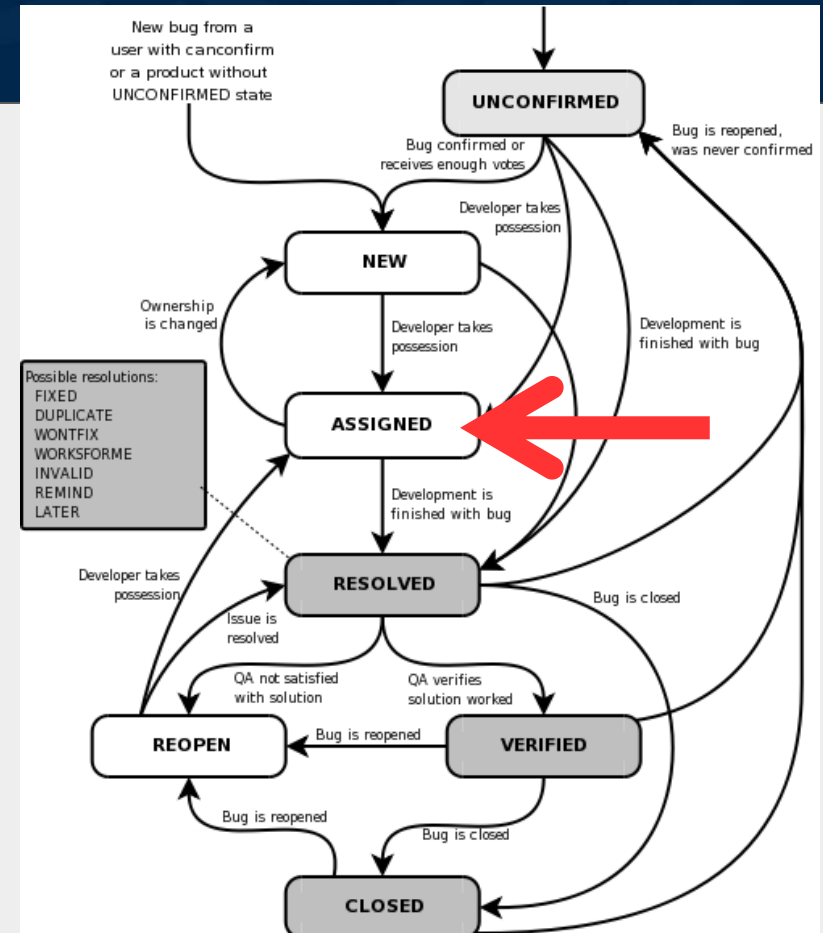 New bug from a
user with canconfirm
or a product without
UNCONFIRMED state
UNCONFIRMED
Bug is reopened,
was never confirmed
Bug confirmed or
receives enough votes
Developer takes
possession
NEW
Ownership
is changed
Developer takes
possession
Development is
finished with bug
Possible resolutions:
FIXED
DUPLICATE
WONTFIX
WORKSFORME
INVALID
REMIND
LATER
ASSIGNED
Development is
finished with bug
Developer takes
possession
RESOLVED
Bug is closed
Issue is
resolved
QA not satisfied
with solution
QA verifies
solution worked
REOPEN
Bug is reopened
VERIFIED
Bug is reopened
Bug is closed
CLOSED